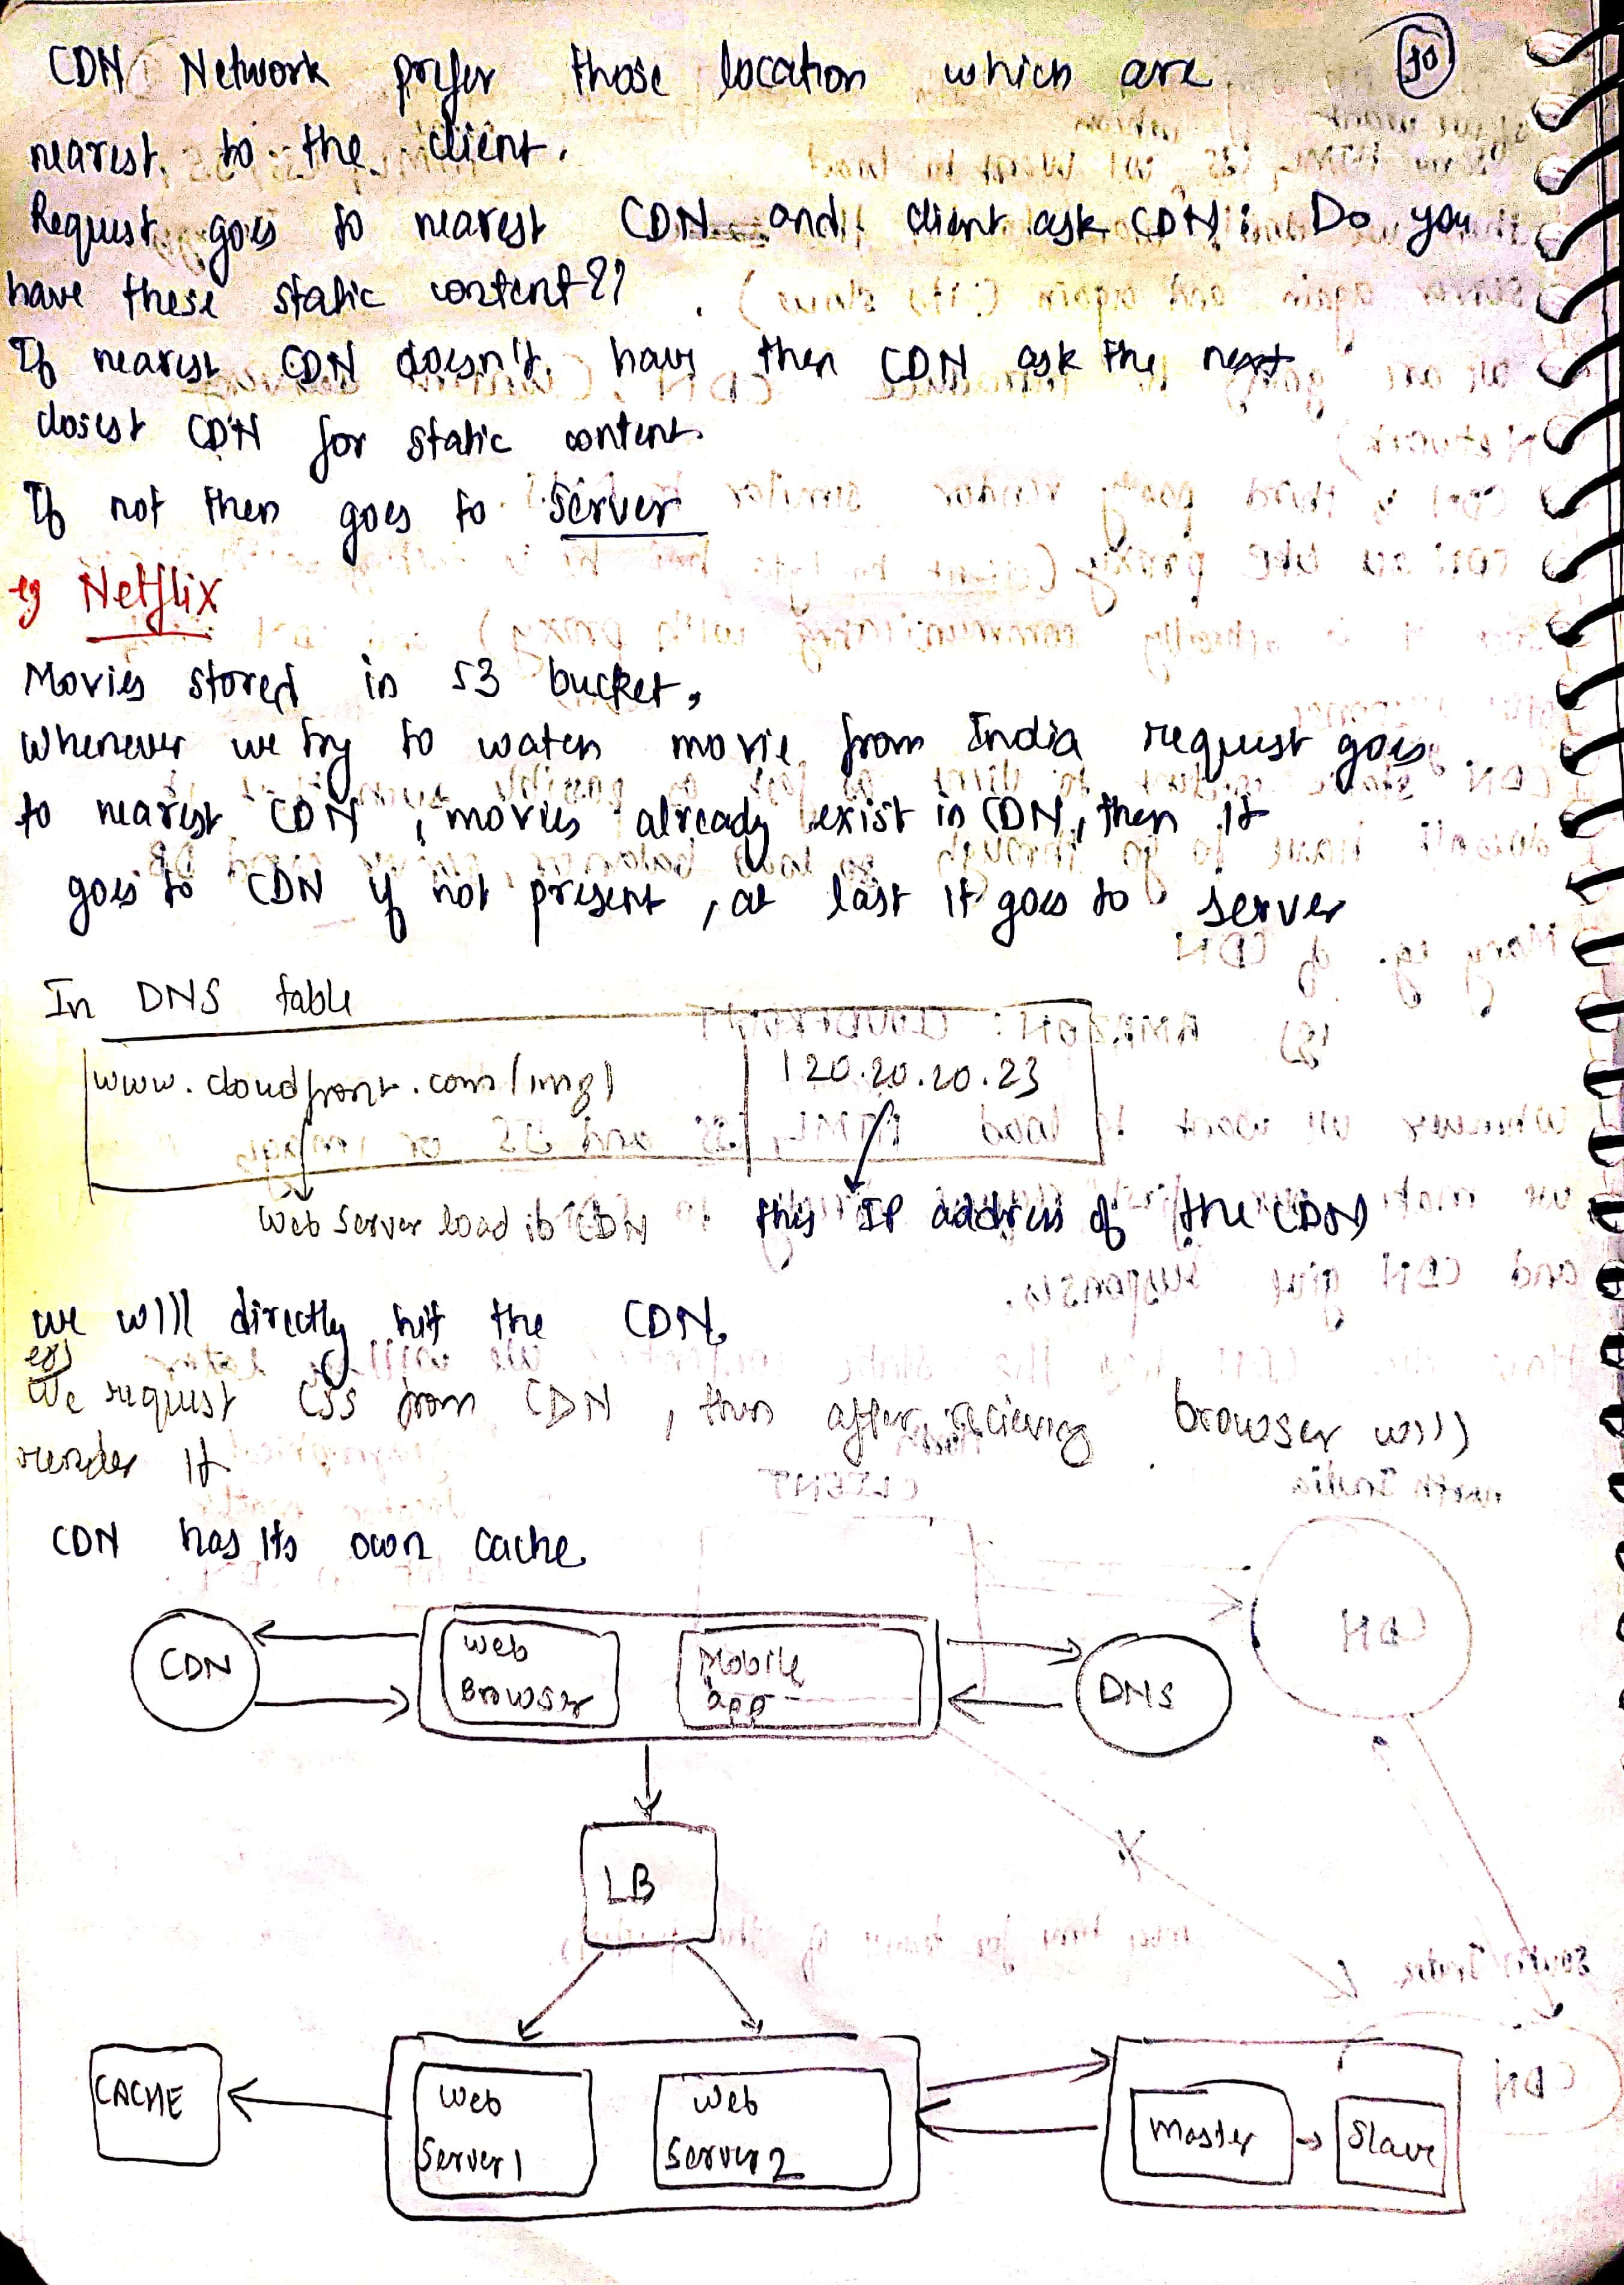 CDN Network prefer those location which are
30
nearest to the client.
Request goes to nearest CDN and client ask CDN: Do you
have these static content??
If nearest CDN doesn't have then CDN ask the next
closest CDN for static content.
If not then goes to server
eg Netflix
Movies stored in S3 bucket,
Whenever we try to watch movie from India request goes
to nearest CDN, movies already exist in CDN, then it
goes to CDN if not present, at last it goes to server
In DNS table
www.cloudfront.com/img1 120.20.20.23
Web Server load ib CDN this IP address of the CDN
we will directly hit the CDN.
eg)
We request CSS from CDN, then after recieving browser will
render it
CDN has its own cache
CDN
Web
Browser
Mobile
app
DNS
LB
CACHE
Web
Server 1
Web
Server 2
Master
Slave